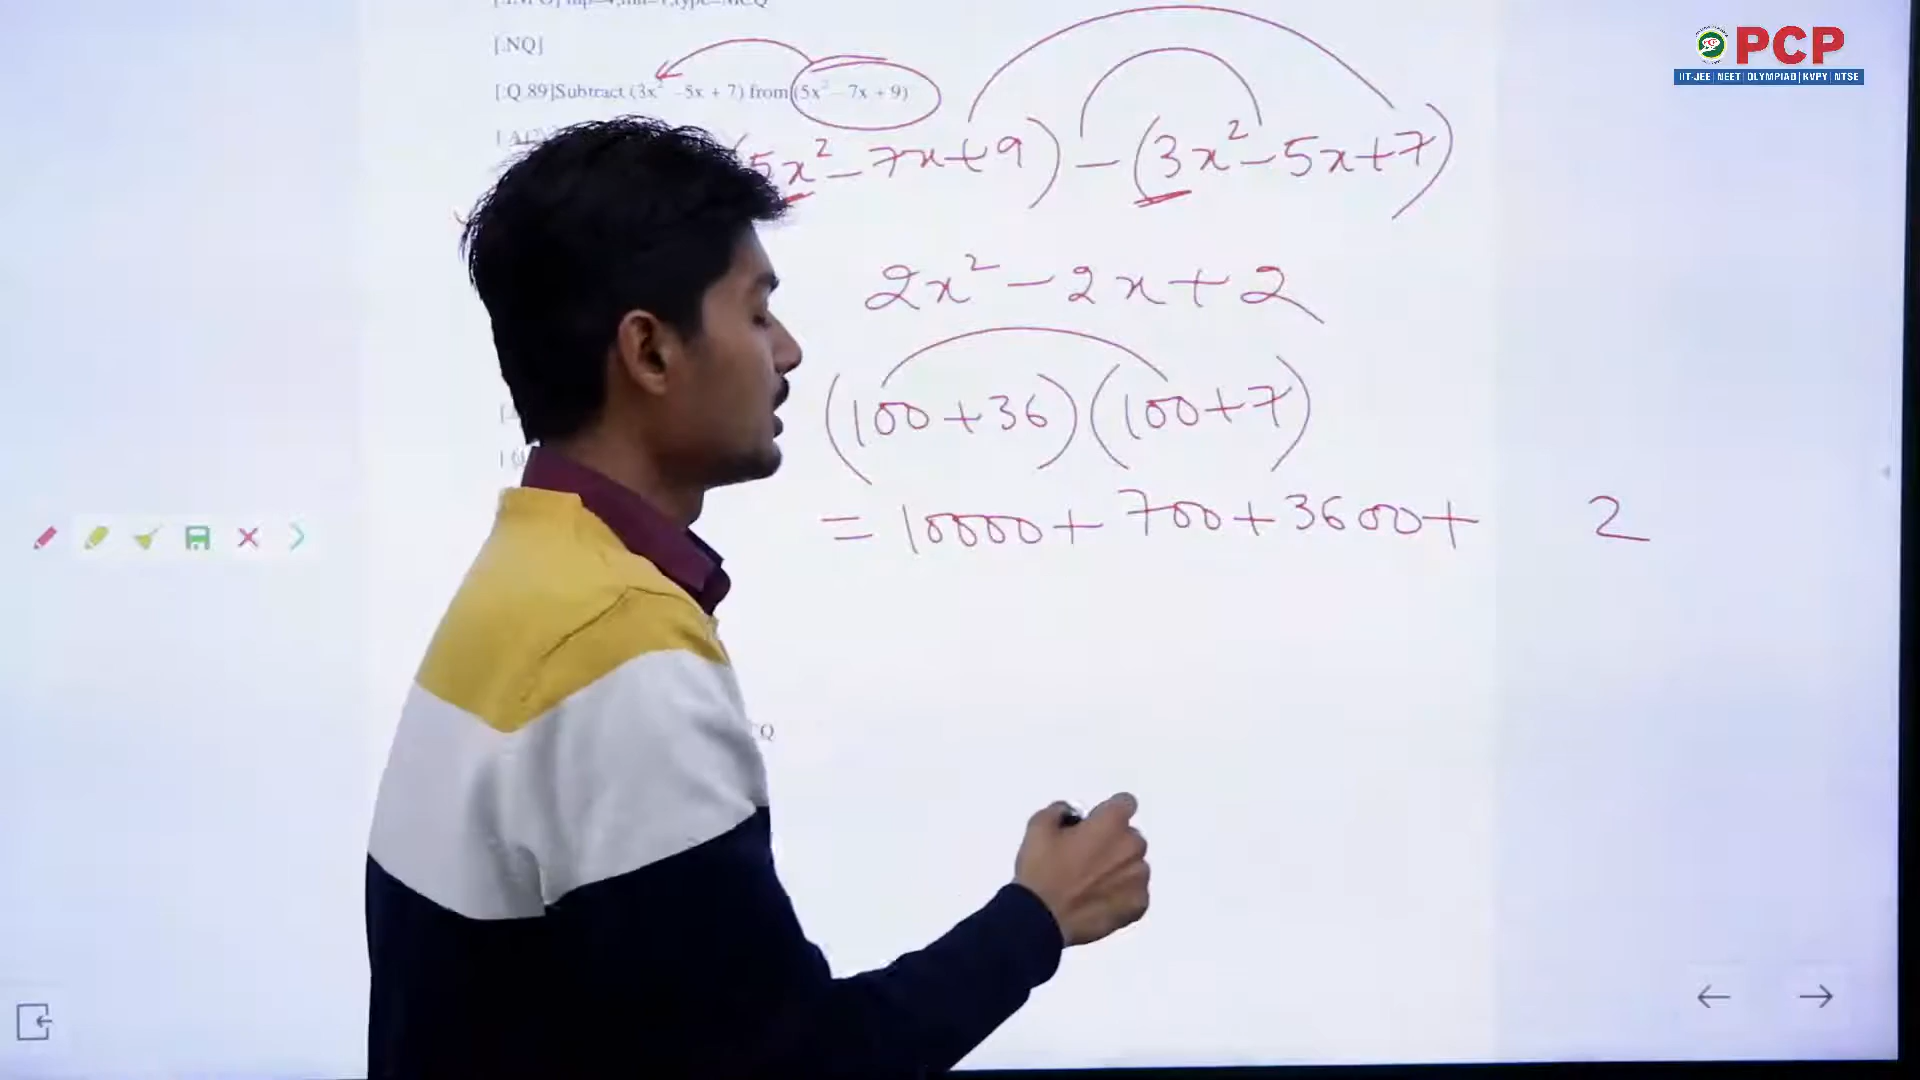 PCP
IIT-JEE | NEET | OLYMPIAD | KVPY | NTSE
[:NQ]
[:Q.89]Subtract (3x² -5x + 7) from (5x² - 7x + 9)
5x² - 7x + 9) - (3x² - 5x + 7)
2x² - 2x + 2
(100 + 36) (100 + 7)
= 10000 + 700 + 3600 + 2
Q